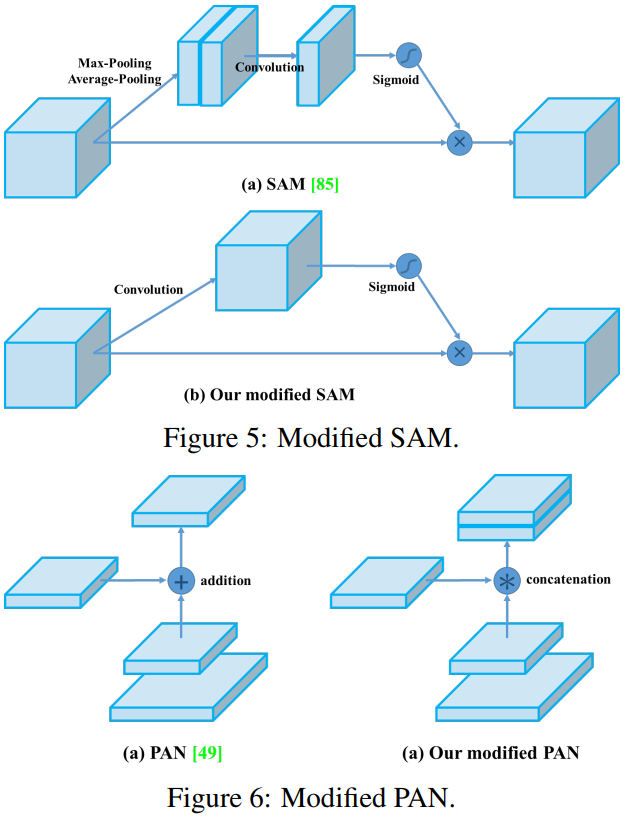 Max-Pooling
Average-Pooling
Convolution
Sigmoid
(a) SAM [85]
Convolution
Sigmoid
(b) Our modified SAM
Figure 5: Modified SAM.
addition
concatenation
(a) PAN [49]
(a) Our modified PAN
Figure 6: Modified PAN.